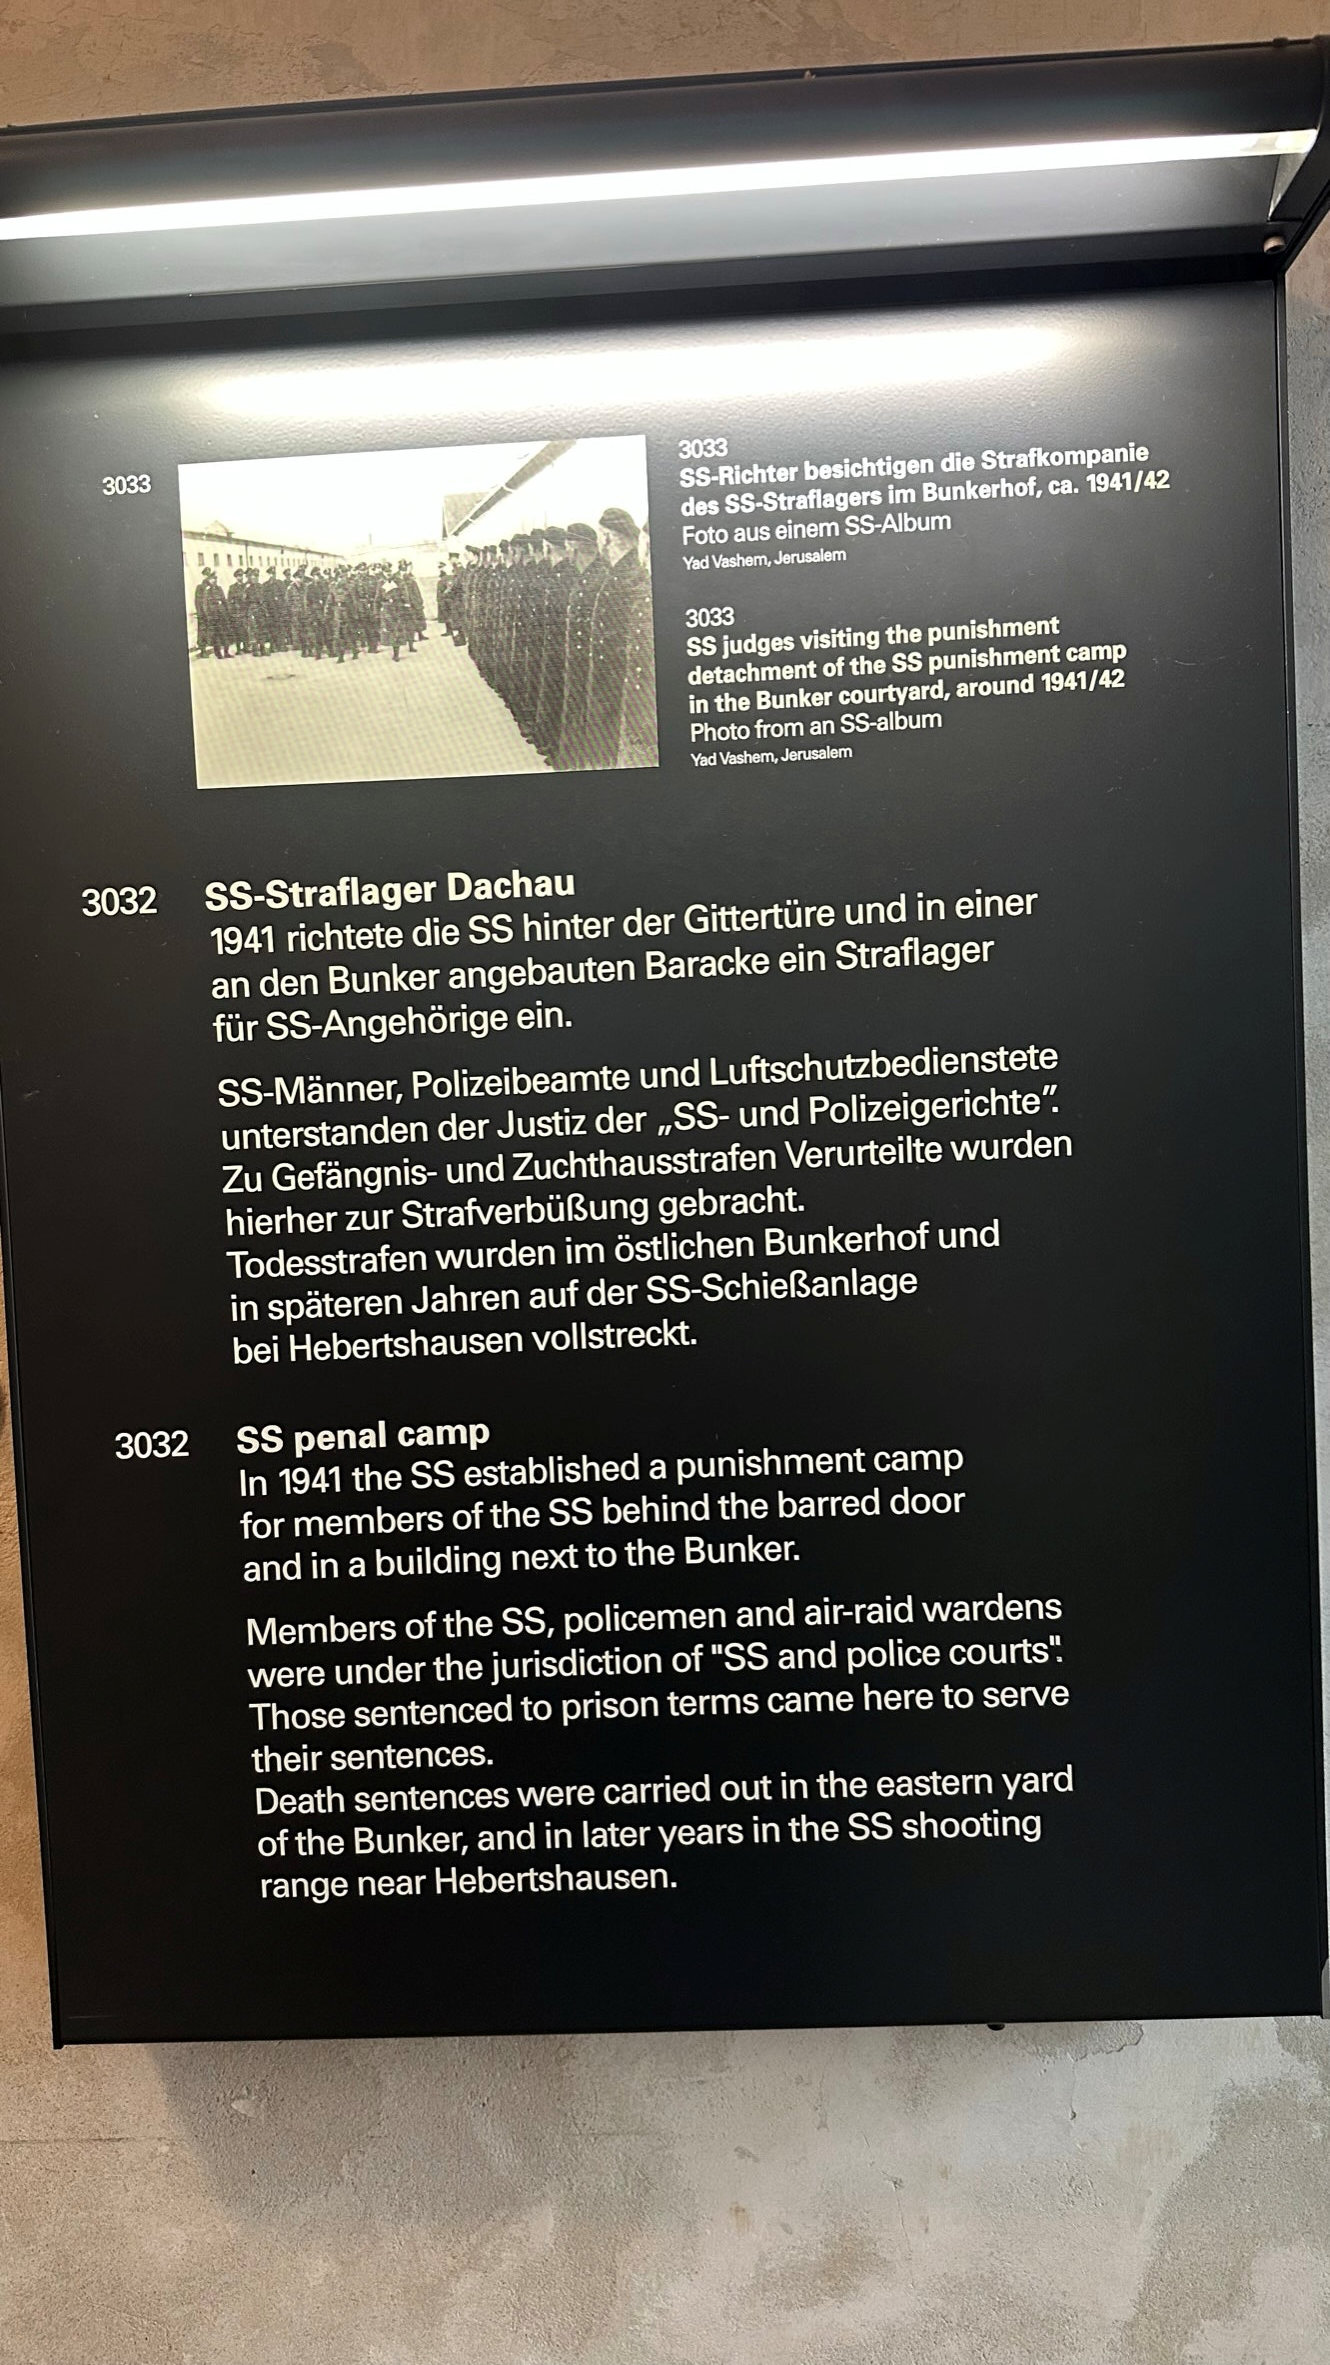 3033
3033
SS-Richter besichtigen die Strafkompanie
des SS-Straflagers im Bunkerhof, ca. 1941/42
Foto aus einem SS-Album
Yad Vashem, Jerusalem
3033
SS judges visiting the punishment
detachment of the SS punishment camp
in the Bunker courtyard, around 1941/42
Photo from an SS-album
Yad Vashem, Jerusalem
3032 SS-Straflager Dachau
1941 richtete die SS hinter der Gittertüre und in einer
an den Bunker angebauten Baracke ein Straflager
für SS-Angehörige ein.
SS-Männer, Polizeibeamte und Luftschutzbedienstete
unterstanden der Justiz der „SS- und Polizeigerichte”.
Zu Gefängnis- und Zuchthausstrafen Verurteilte wurden
hierher zur Strafverbüßung gebracht.
Todesstrafen wurden im östlichen Bunkerhof und
in späteren Jahren auf der SS-Schießanlage
bei Hebertshausen vollstreckt.
3032 SS penal camp
In 1941 the SS established a punishment camp
for members of the SS behind the barred door
and in a building next to the Bunker.
Members of the SS, policemen and air-raid wardens
were under the jurisdiction of "SS and police courts".
Those sentenced to prison terms came here to serve
their sentences.
Death sentences were carried out in the eastern yard
of the Bunker, and in later years in the SS shooting
range near Hebertshausen.